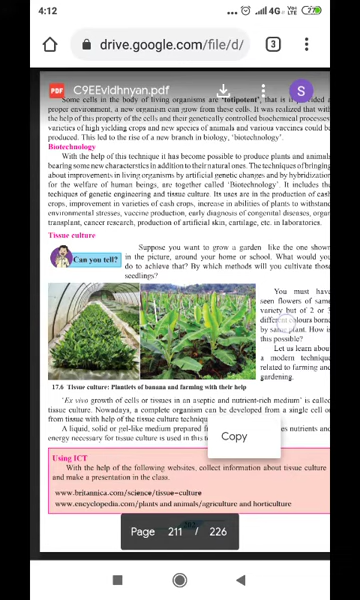 4:12
4G
VoLTE
27
drive.google.com/file/d/
3
PDF C9EEvIdhnyan.pdf
S
Some cells in the body of living organisms are 'totipotent', that is if provided a
proper environment, a new organism can grow from these cells. It was realized that with
the help of this property of the cells and their genetically controlled biochemical processes
varieties of high yielding crops and new species of animals and various vaccines could be
produced. This led to the rise of a new branch in biology, 'biotechnology'.
Biotechnology
With the help of this technique it has become possible to produce plants and animals
bearing some new characteristics in addition to their natural ones. The techniques of bringing
about improvements in living organisms by artificial genetic changes and by hybridization
for the welfare of human beings, are together called 'Biotechnology'. It includes the
techiques of genetic engineering and tissue culture. Its uses are in the production of cash
crops, improvement in varieties of cash crops, increase in abilities of plants to withstand
environmental stresses, vaccine production, early diagnosis of congenital diseases, organ
transplant, cancer research, production of artificial skin, cartilage, etc. in laboratories.
Tissue culture
Can you tell?
Suppose you want to grow a garden like the one shown
in the picture, around your home or school. What would you
do to achieve that? By which methods will you cultivate those
seedlings?
You must have
seen flowers of same
variety but of 2 or 3
different colours borne
by same plant. How is
this possible?
Let us learn about
a modern technique
related to farming and
gardening.
17.6 Tissue culture: Plantlets of banana and farming with their help
'Ex vivo growth of cells or tissues in an aseptic and nutrient-rich medium' is called
tissue culture. Nowadays, a complete organism can be developed from a single cell or
from tissue with the help of the tissue culture technique
A liquid, solid or gel-like medium prepared nutrients and
energy necessary for tissue culture is used in this
Copy
Using ICT
With the help of the following websites, collect information about tissue culture
and make a presentation in the class.
www.britannica.com/science/tissue-culture
www.encyclopedia.com/plants and animals/agriculture and horticulture
Page 211 / 226